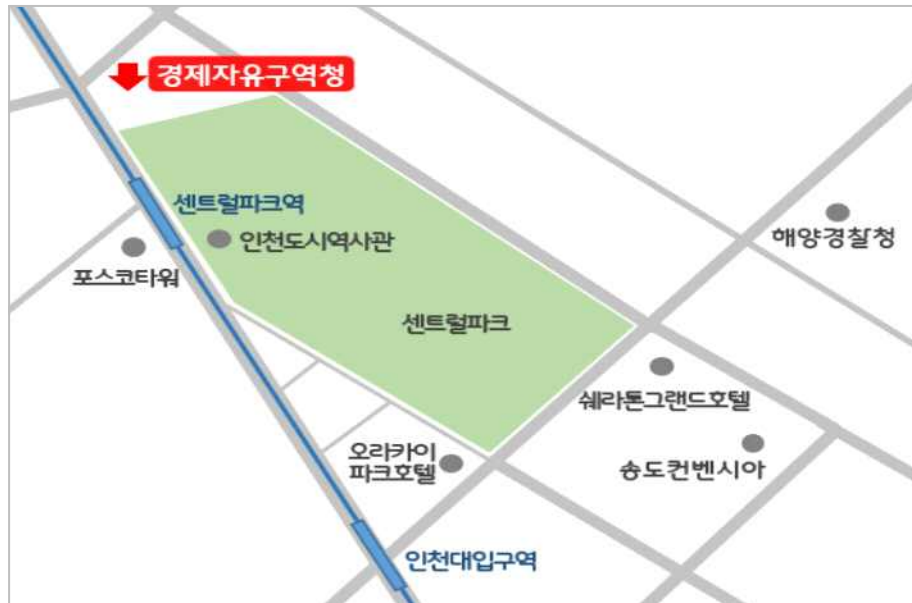 경제자유구역청
센트럴파크역
해양경찰청
인천도시역사관
포스코타워
센트럴파크
쉐라톤그랜드호텔
오라카이
파크호텔
송도컨벤시아
인천대입구역